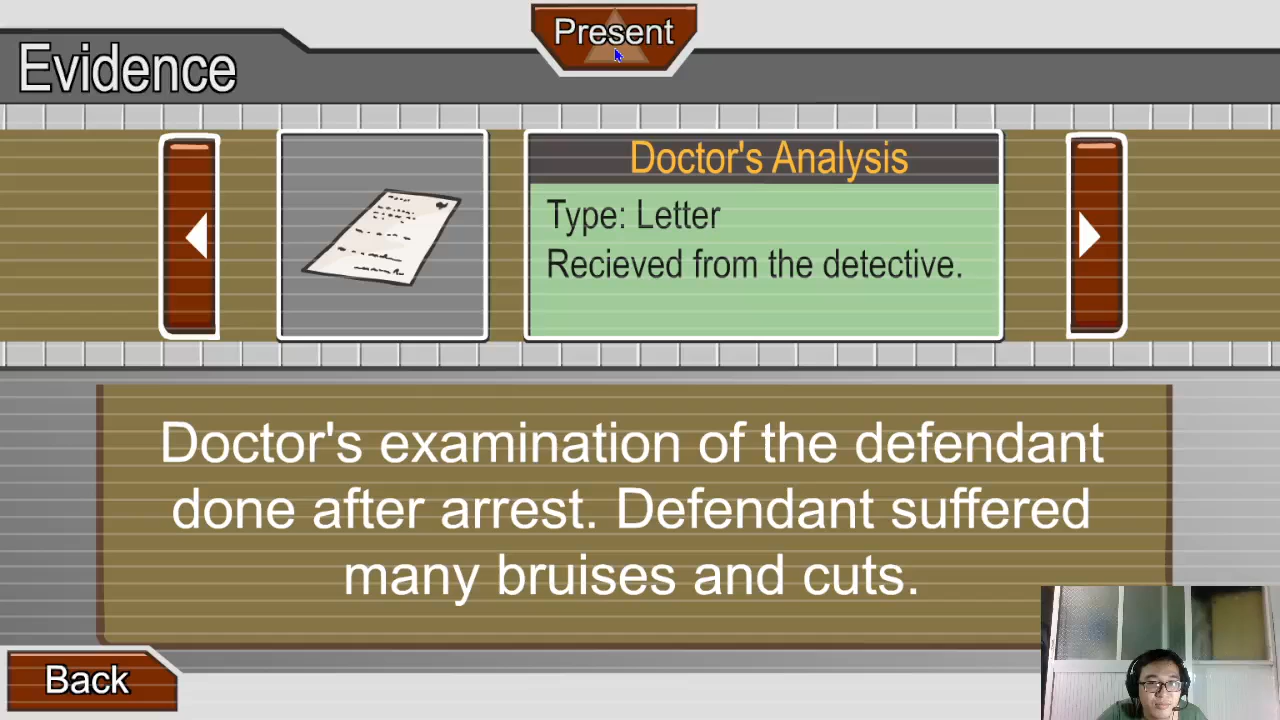 Present
Evidence
Doctor's Analysis
Type: Letter
Recieved from the detective.
Doctor's examination of the defendant
done after arrest. Defendant suffered
many bruises and cuts.
Back